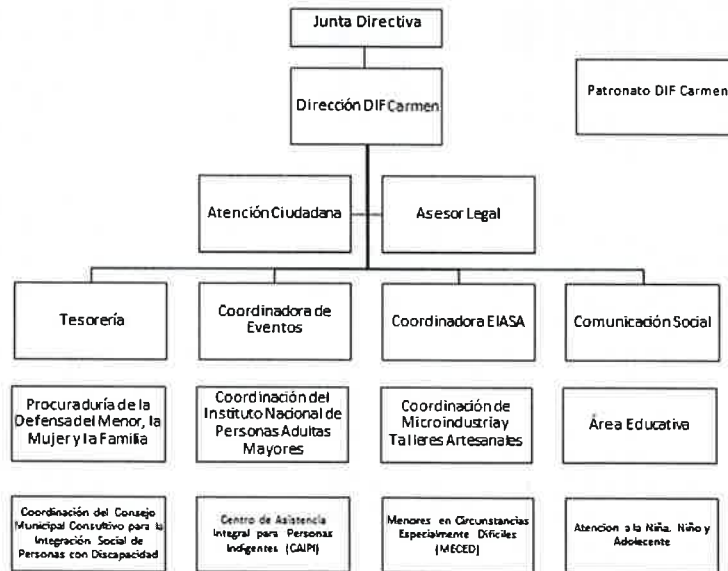 Junta Directiva
Dirección DIF Carmen
Patronato DIF Carmen
Atención Ciudadana
Asesor Legal
Tesorería
Coordinadora de
Eventos
Coordinadora EIASA
Comunicación Social
Procuraduría de la
Defensa del Menor, la
Mujer y la Familia
Coordinación del
Instituto Nacional de
Personas Adultas
Mayores
Coordinación de
Microindustria y
Talleres Artesanales
Área Educativa
Coordinación del Consejo
Municipal Consultivo para la
Integración Social de
Personas con Discapacidad
Centro de Asistencia
Integral para Personas
Indigentes (CAIPI)
Menores en Circunstancias
Especialmente Difíciles
(MECED)
Atencion a la Niña, Niño y
Adolecente